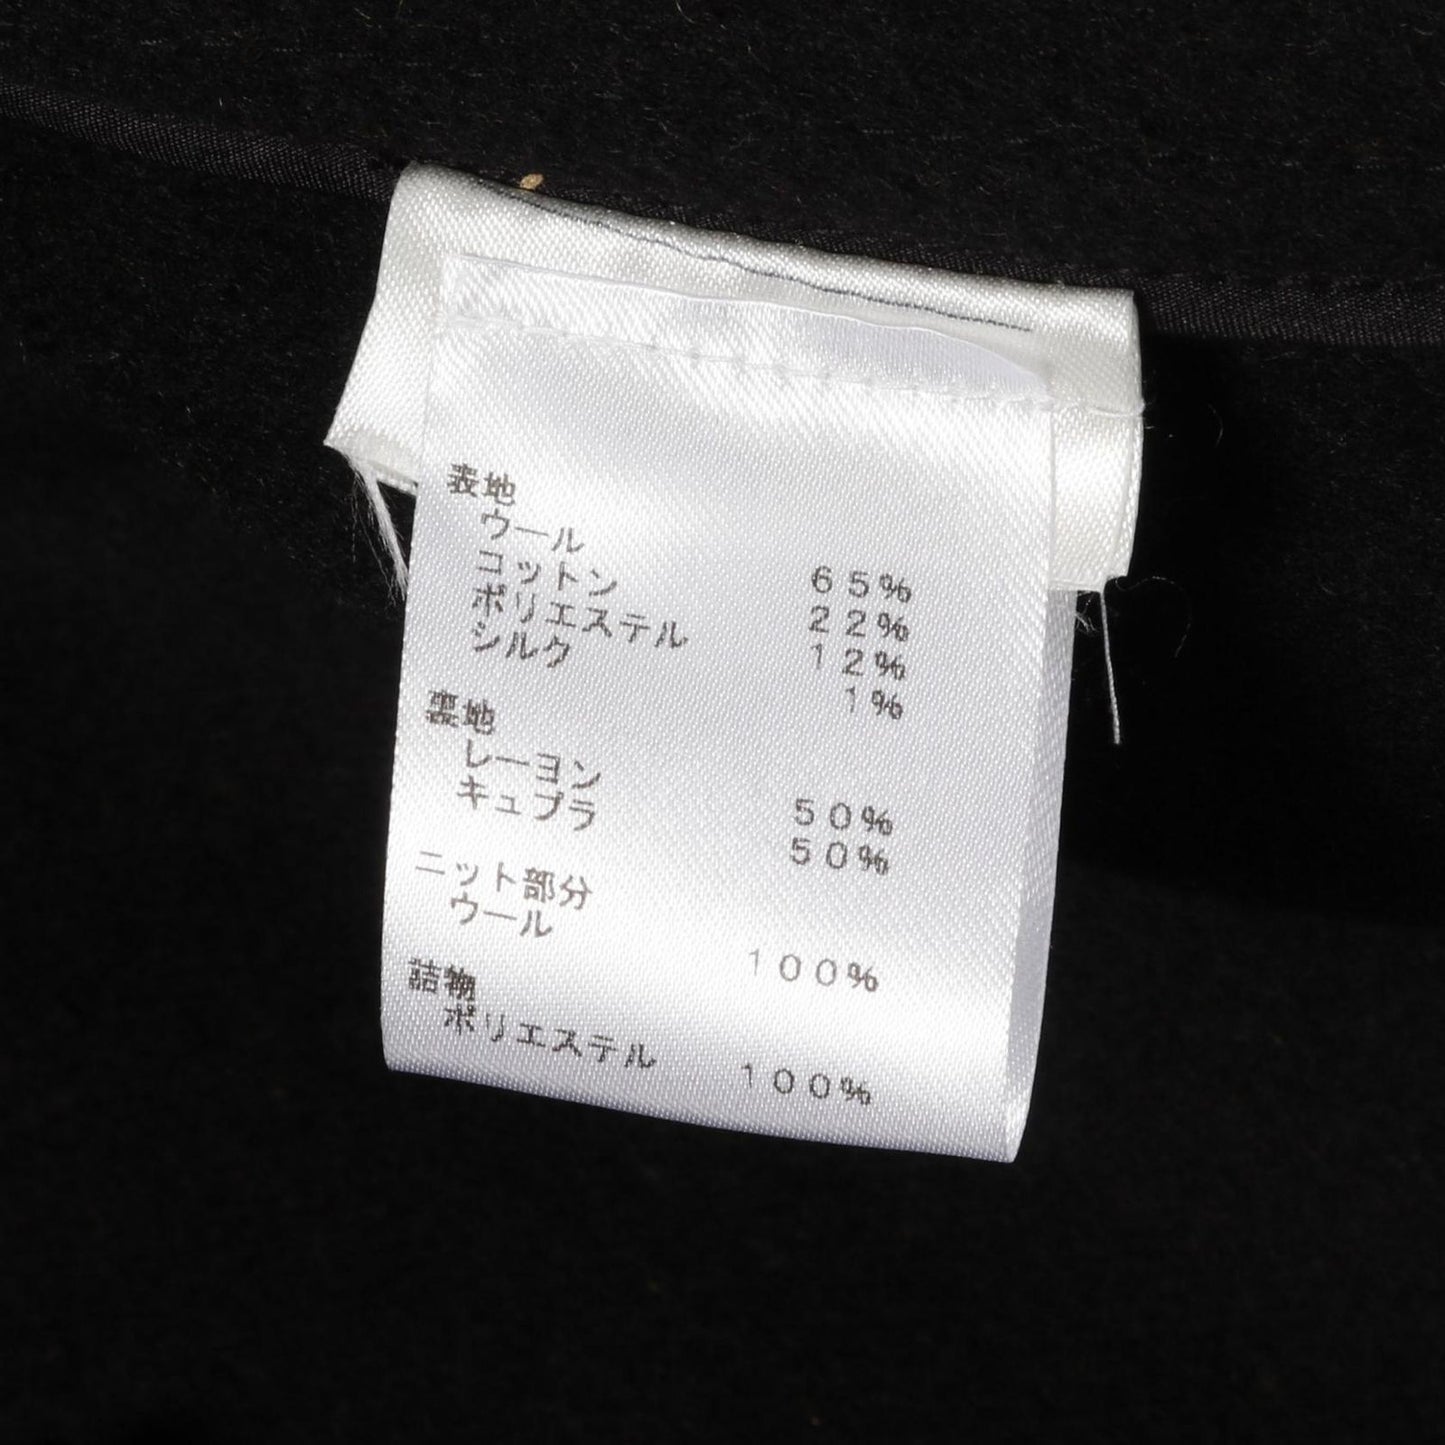 表地
ウール 65%
コットン 22%
ポリエステル 12%
シルク 1%
裏地
レーヨン 50%
キュプラ 50%
ニット部分
ウール 100%
詰物
ポリエステル 100%